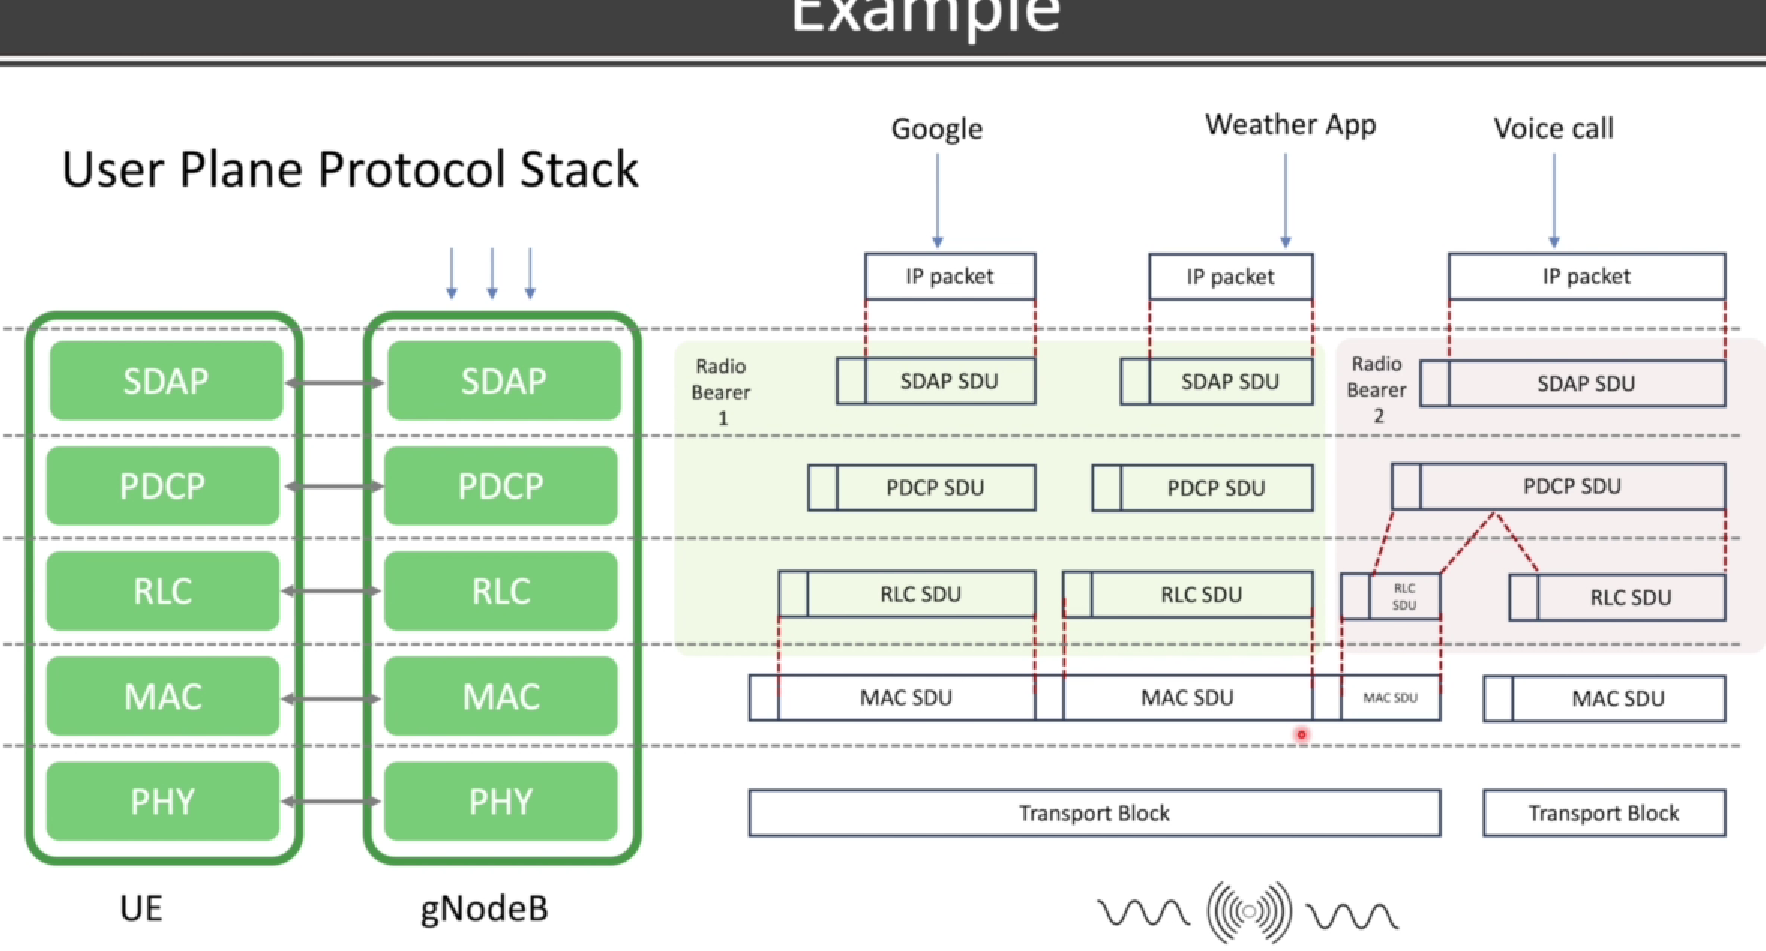 Example
User Plane Protocol Stack
Google
Weather App
Voice call
IP packet
IP packet
IP packet
SDAP
SDAP
Radio
Bearer
1
SDAP SDU
SDAP SDU
Radio
Bearer
2
SDAP SDU
PDCP
PDCP
PDCP SDU
PDCP SDU
PDCP SDU
RLC
RLC
RLC SDU
RLC SDU
RLC
SDU
RLC SDU
MAC
MAC
MAC SDU
MAC SDU
MAC SDU
MAC SDU
PHY
PHY
Transport Block
Transport Block
UE
gNodeB